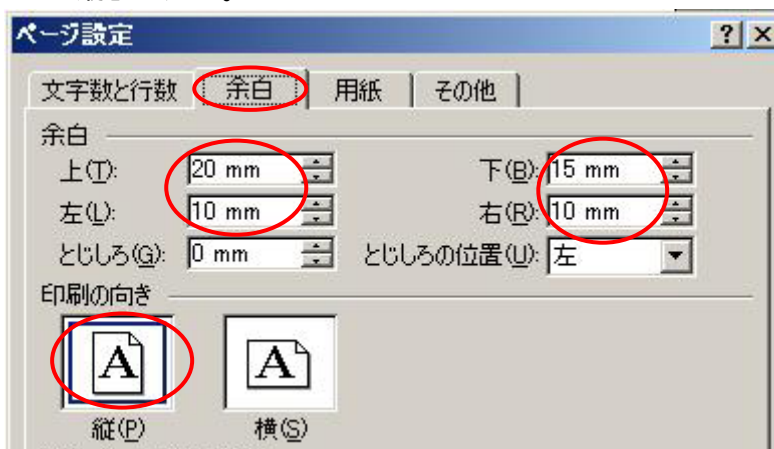 ページ設定
文字数と行数 余白 用紙 その他
余白
上(T): 20 mm 下(B): 15 mm
左(L): 10 mm 右(R): 10 mm
とじしろ(G): 0 mm とじしろの位置(U): 左
印刷の向き
A A
縦(P) 横(S)